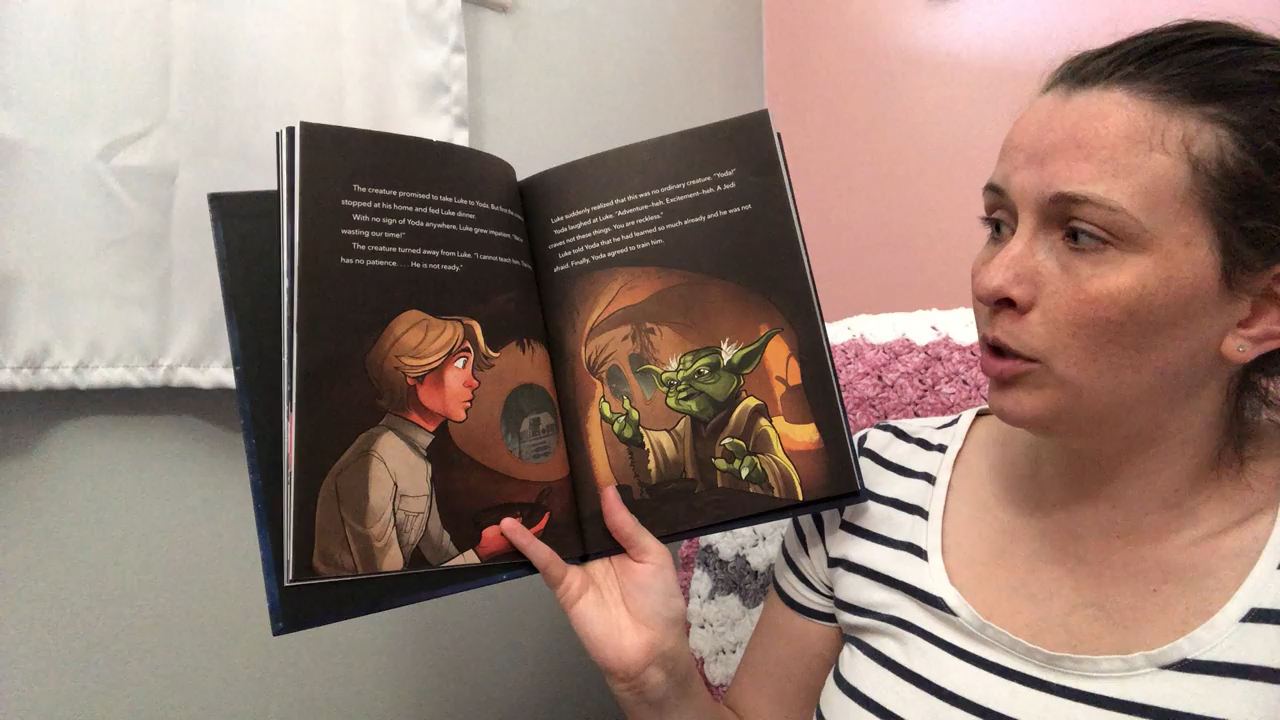 The creature promised to take Luke to Yoda. But first the
stopped at his home and fed Luke dinner.
With no sign of Yoda anywhere, Luke grew impatient.
wasting our time!"
The creature turned away from Luke. "I cannot teach him. The
has no patience. . . . He is not ready."
Luke suddenly realized that this was no ordinary creature. "Yoda!"
Yoda laughed at Luke. "Adventure–heh. Excitement–heh. A Jedi
craves not these things. You are reckless."
Luke told Yoda that he had learned so much already and he was not
afraid. Finally, Yoda agreed to train him.